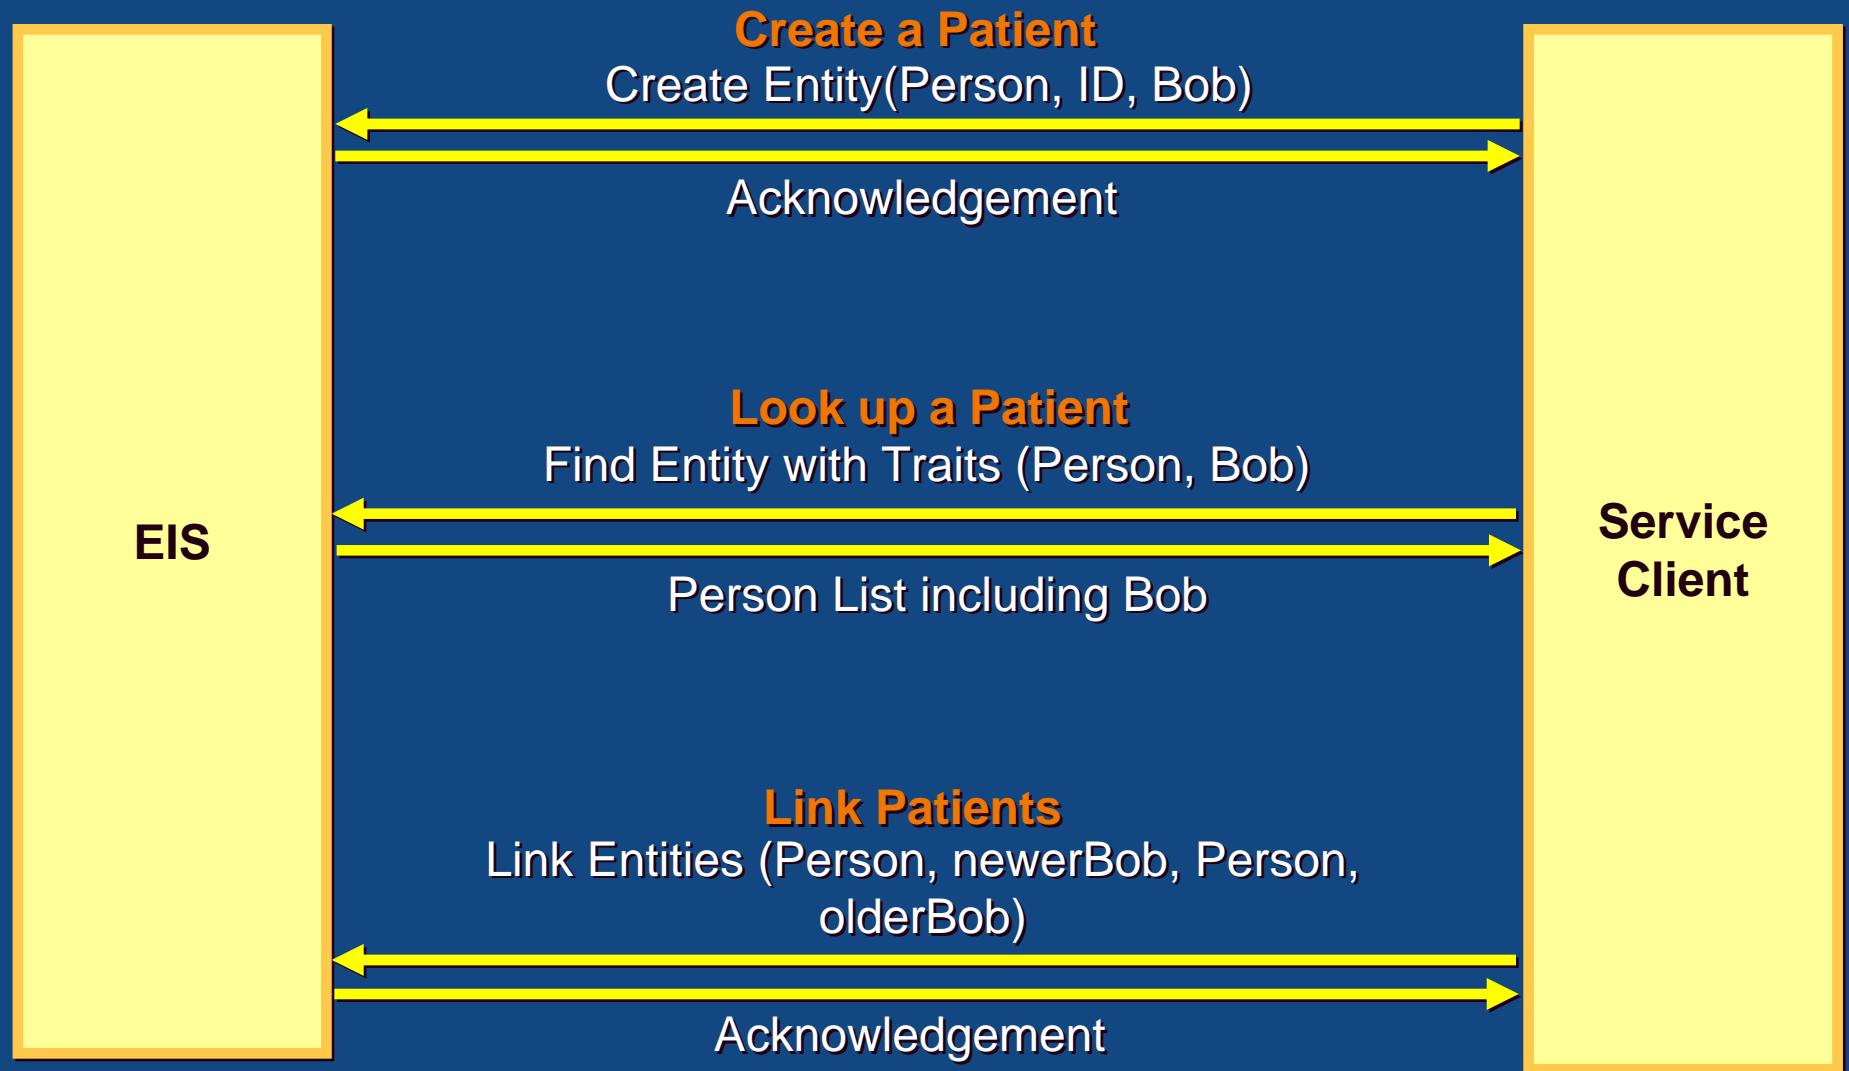 Create a Patient
Create Entity(Person, ID, Bob)
Acknowledgement
Look up a Patient
Find Entity with Traits (Person, Bob)
EIS
Service
Client
Person List including Bob
Link Patients
Link Entities (Person, newerBob, Person,
olderBob)
Acknowledgement